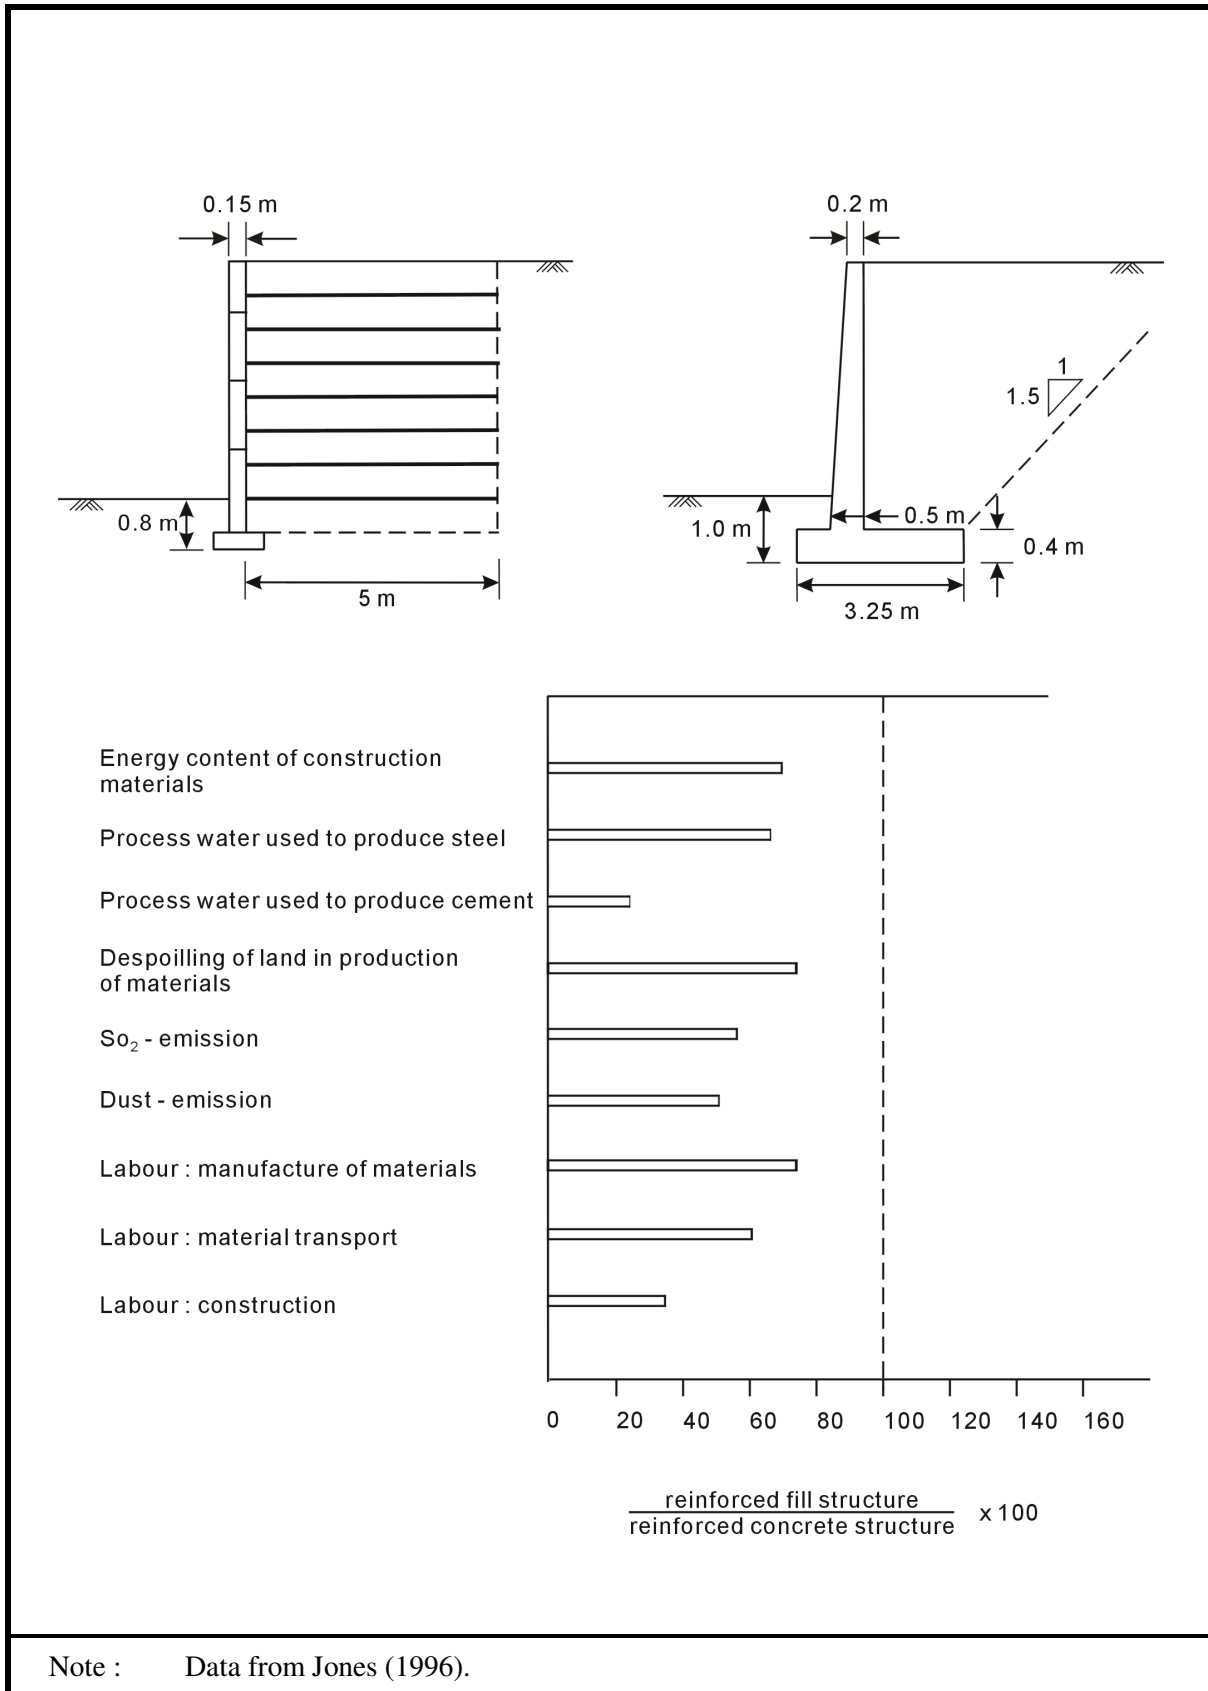 0.15 m
0.2 m
1
1.5
0.8 m
1.0 m
0.5 m
0.4 m
5 m
3.25 m
Energy content of construction
materials
Process water used to produce steel
Process water used to produce cement
Despoilling of land in production
of materials
So₂ - emission
Dust - emission
Labour : manufacture of materials
Labour : material transport
Labour : construction
0 20 40 60 80 100 120 140 160
reinforced fill structure
reinforced concrete structure
x 100
Note : Data from Jones (1996).